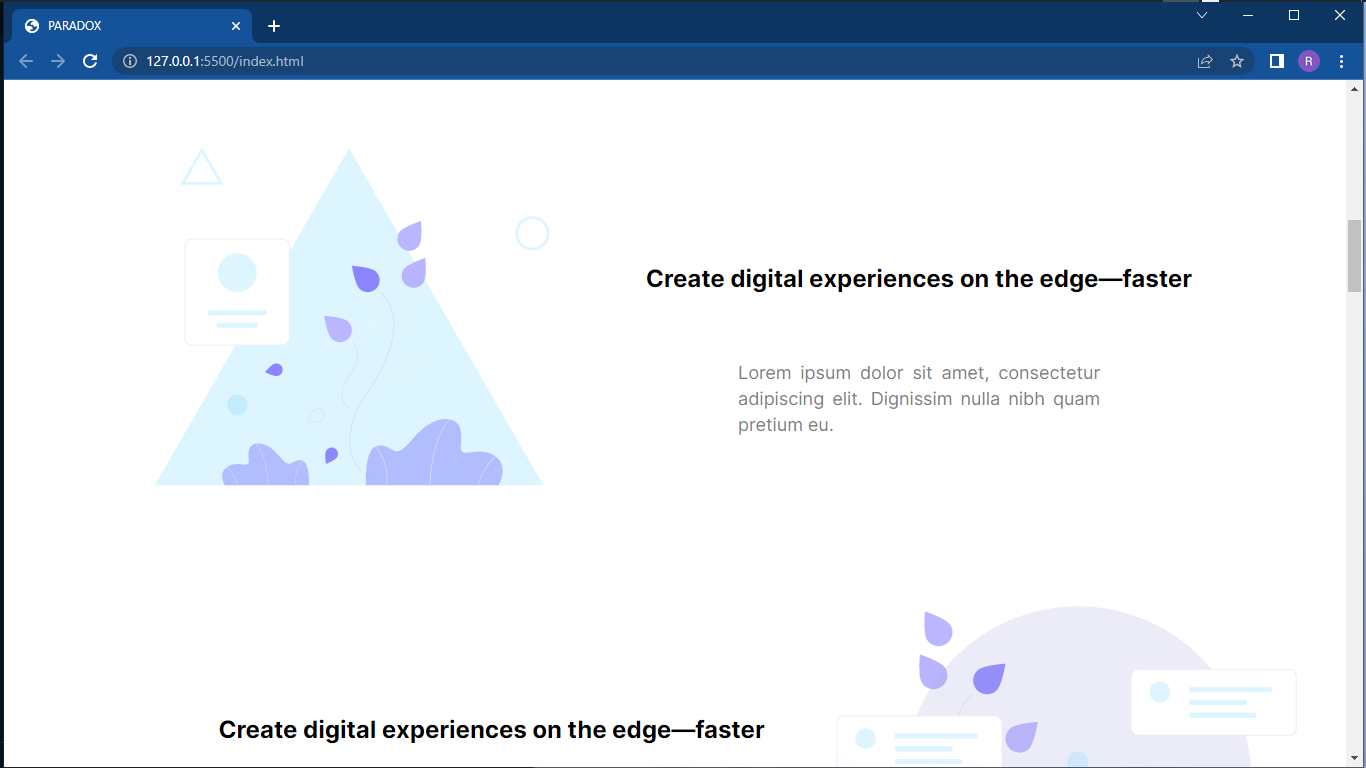 PARADOX
127.0.0.1:5500/index.html
R
Create digital experiences on the edge—faster
Lorem ipsum dolor sit amet, consectetur
adipiscing elit. Dignissim nulla nibh quam
pretium eu.
Create digital experiences on the edge—faster